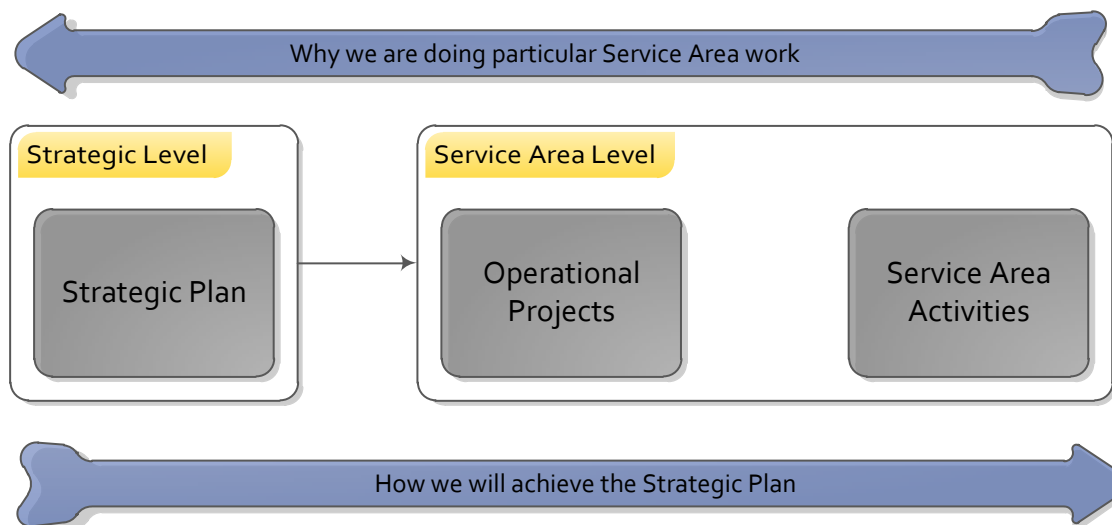 Why we are doing particular Service Area work
Strategic Level
Service Area Level
Strategic Plan
Operational
Projects
Service Area
Activities
How we will achieve the Strategic Plan